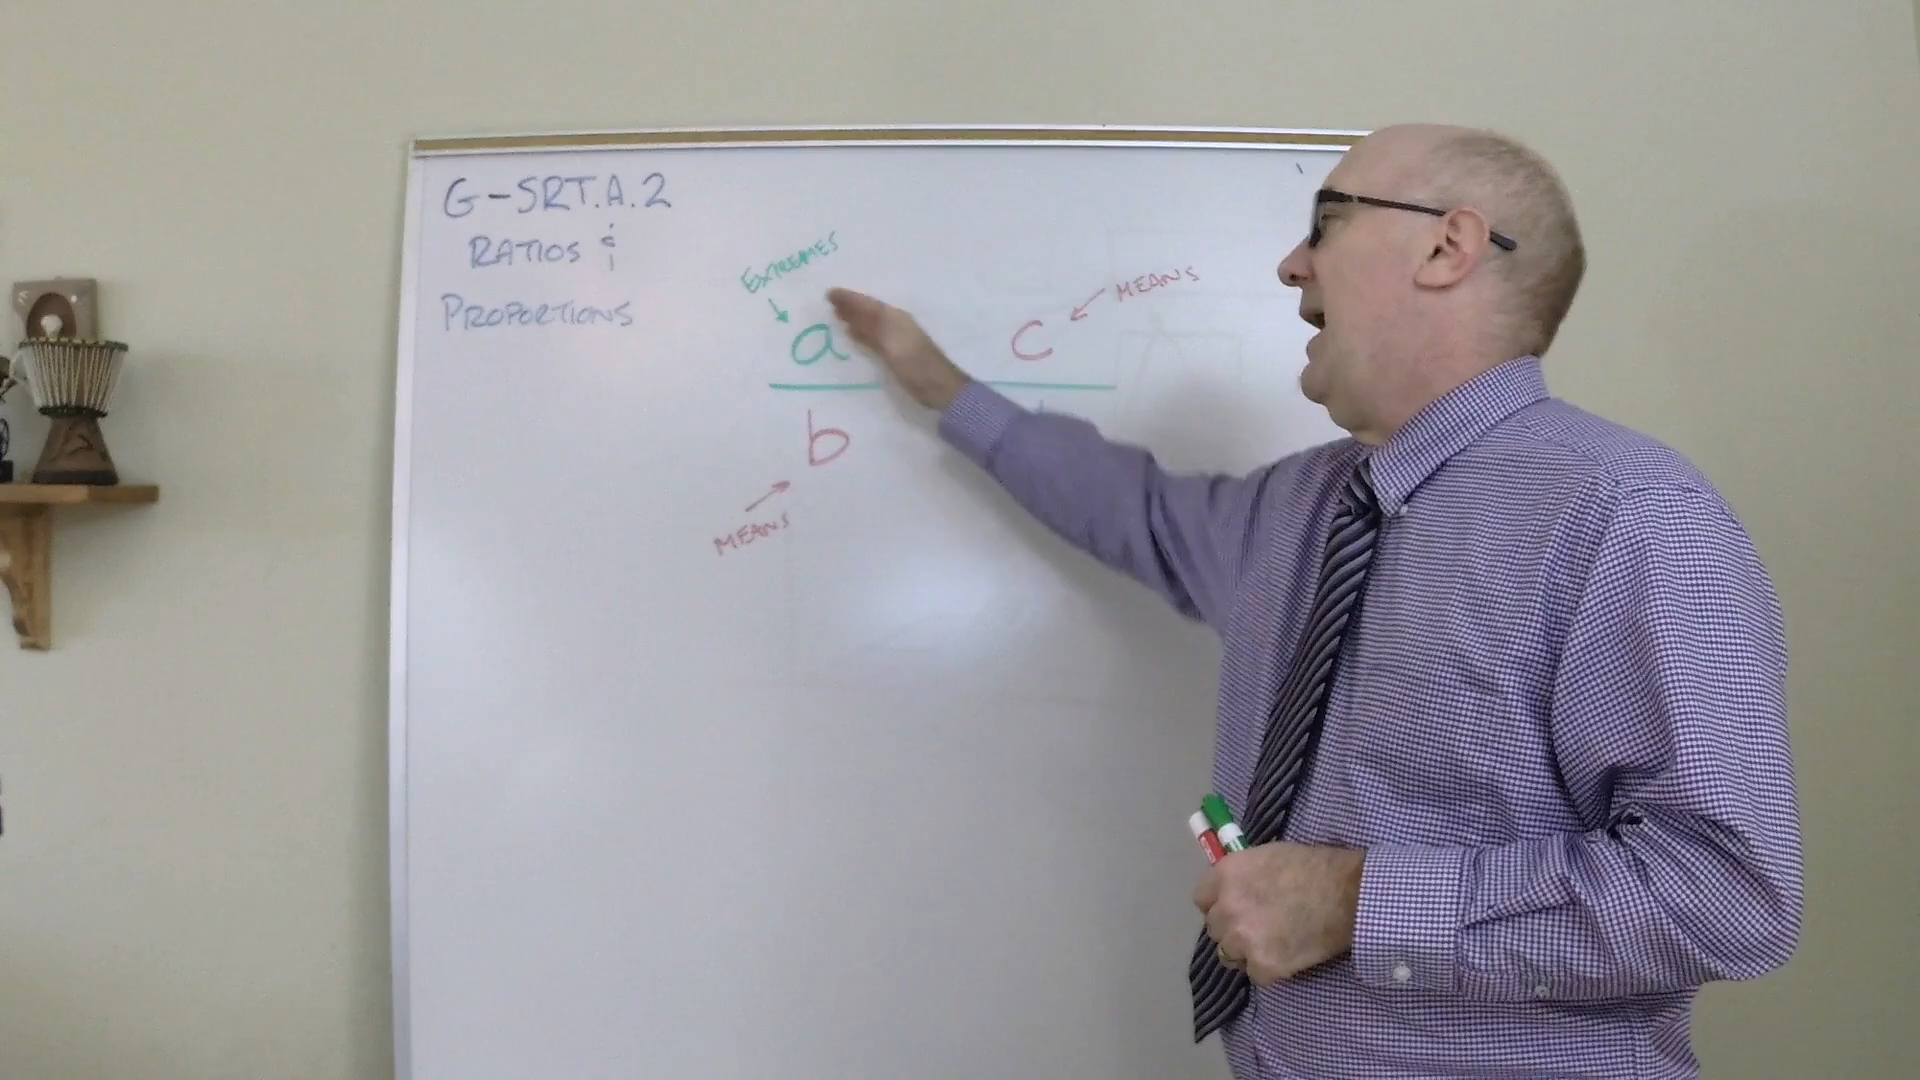 G-SRT.A.2
RATIOS &
PROPORTIONS
EXTREMES
MEANS
a
c
b
MEANS